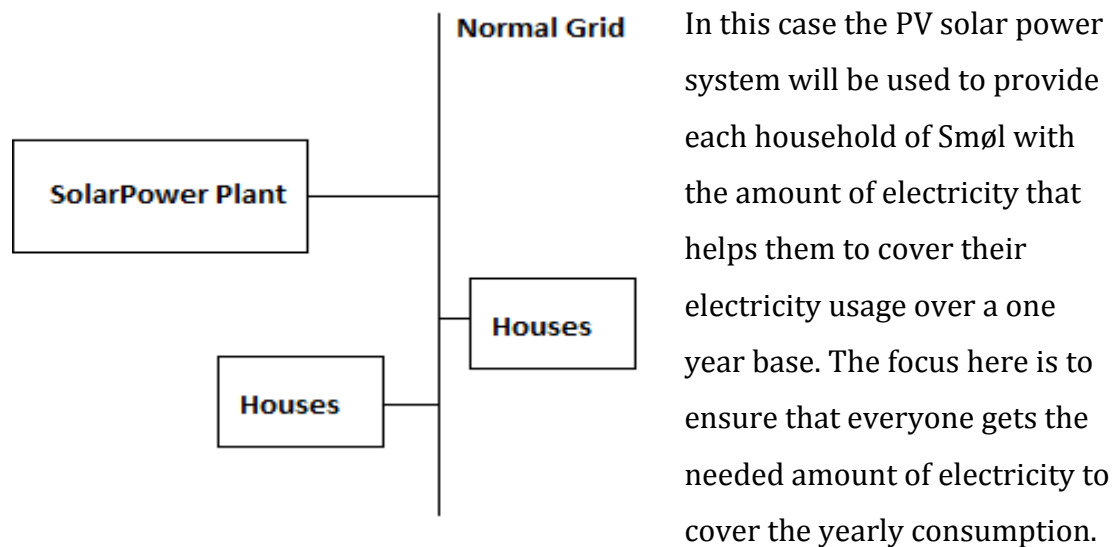 Normal Grid
SolarPower Plant
Houses
Houses
In this case the PV solar power
system will be used to provide
each household of Smøl with
the amount of electricity that
helps them to cover their
electricity usage over a one
year base. The focus here is to
ensure that everyone gets the
needed amount of electricity to
cover the yearly consumption.